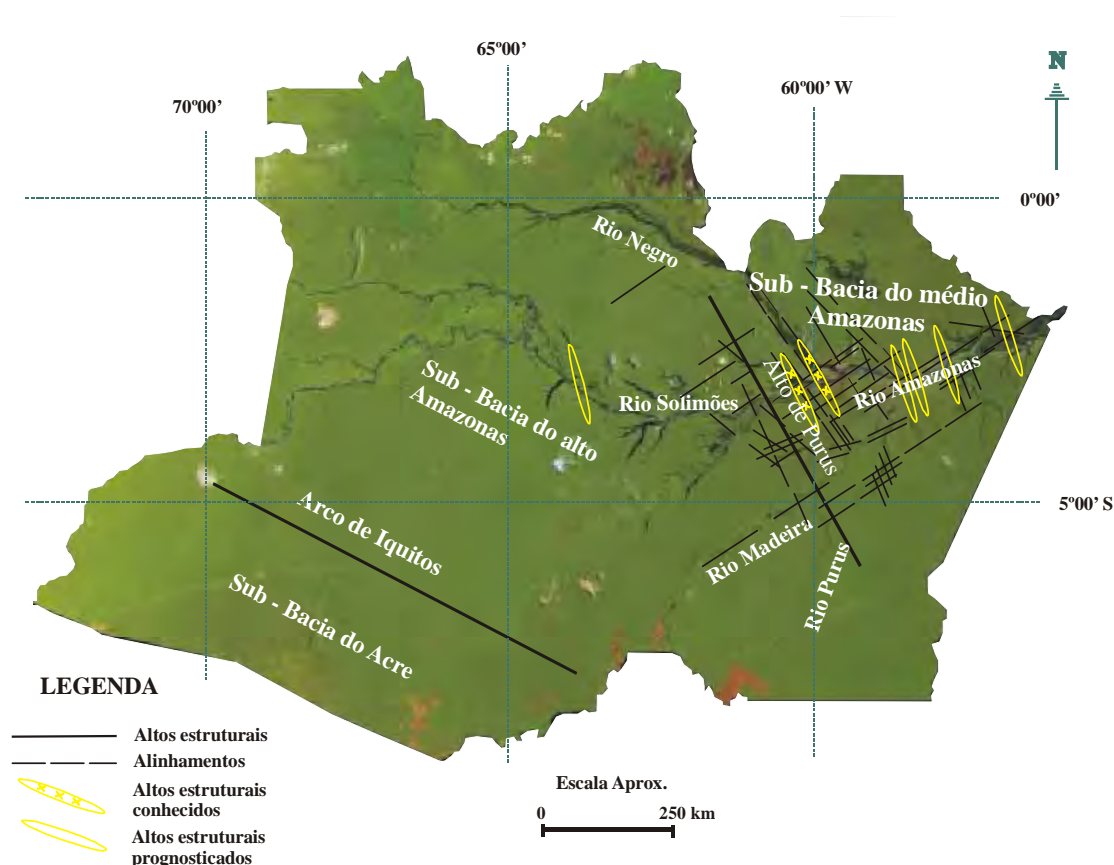 65º00'
N
60º00' W
70º00'
0º00'
Rio Negro
Sub - Bacia do médio
Amazonas
Sub - Bacia do alto
Amazonas
Rio Solimões
Alto de Purus
Rio Amazonas
5º00' S
Arco de Iquitos
Rio Madeira
Rio Purus
Sub - Bacia do Acre
LEGENDA
Altos estruturais
Alinhamentos
Altos estruturais
conhecidos
Altos estruturais
prognosticados
Escala Aprox.
0 250 km